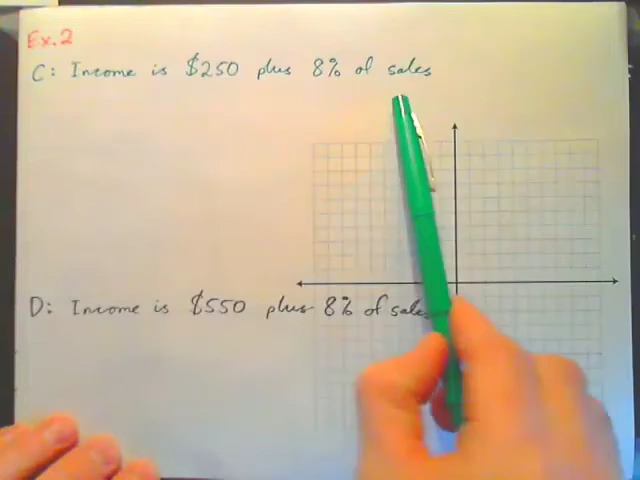 Ex.2
C: Income is $250 plus 8% of sales
D: Income is $550 plus 8% of sales